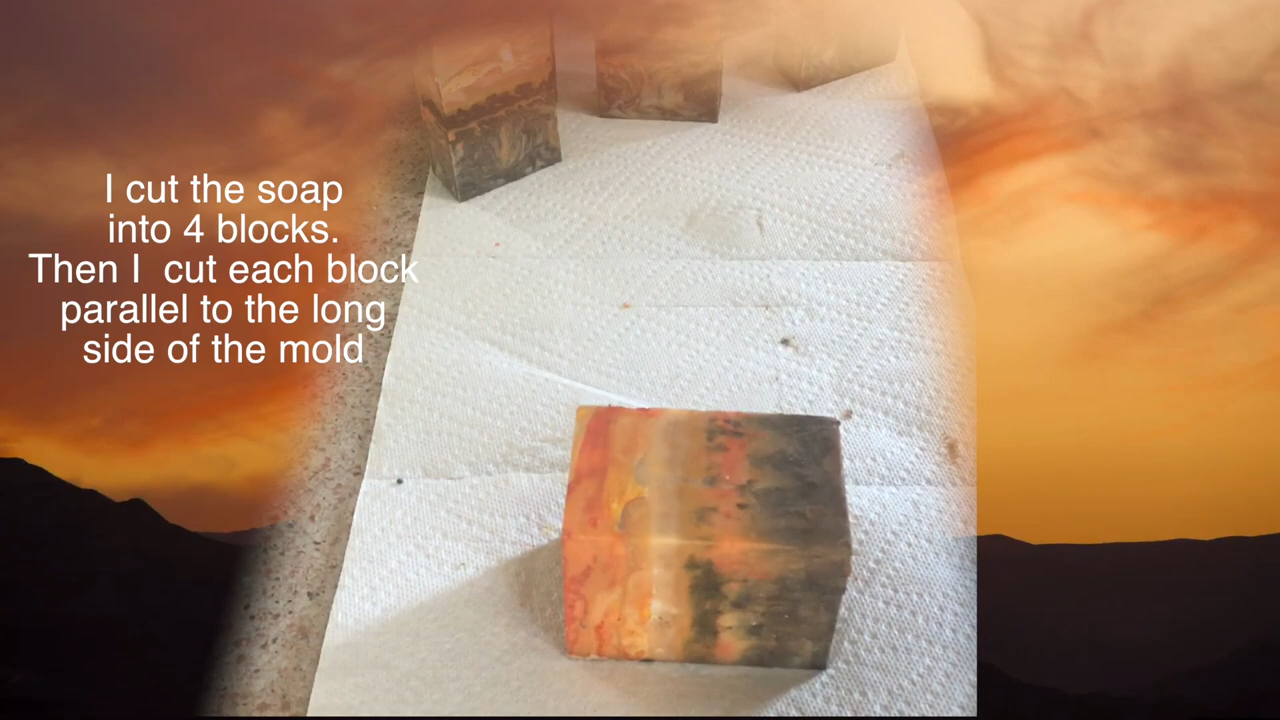 I cut the soap
into 4 blocks.
Then I  cut each block
parallel to the long
side of the mold